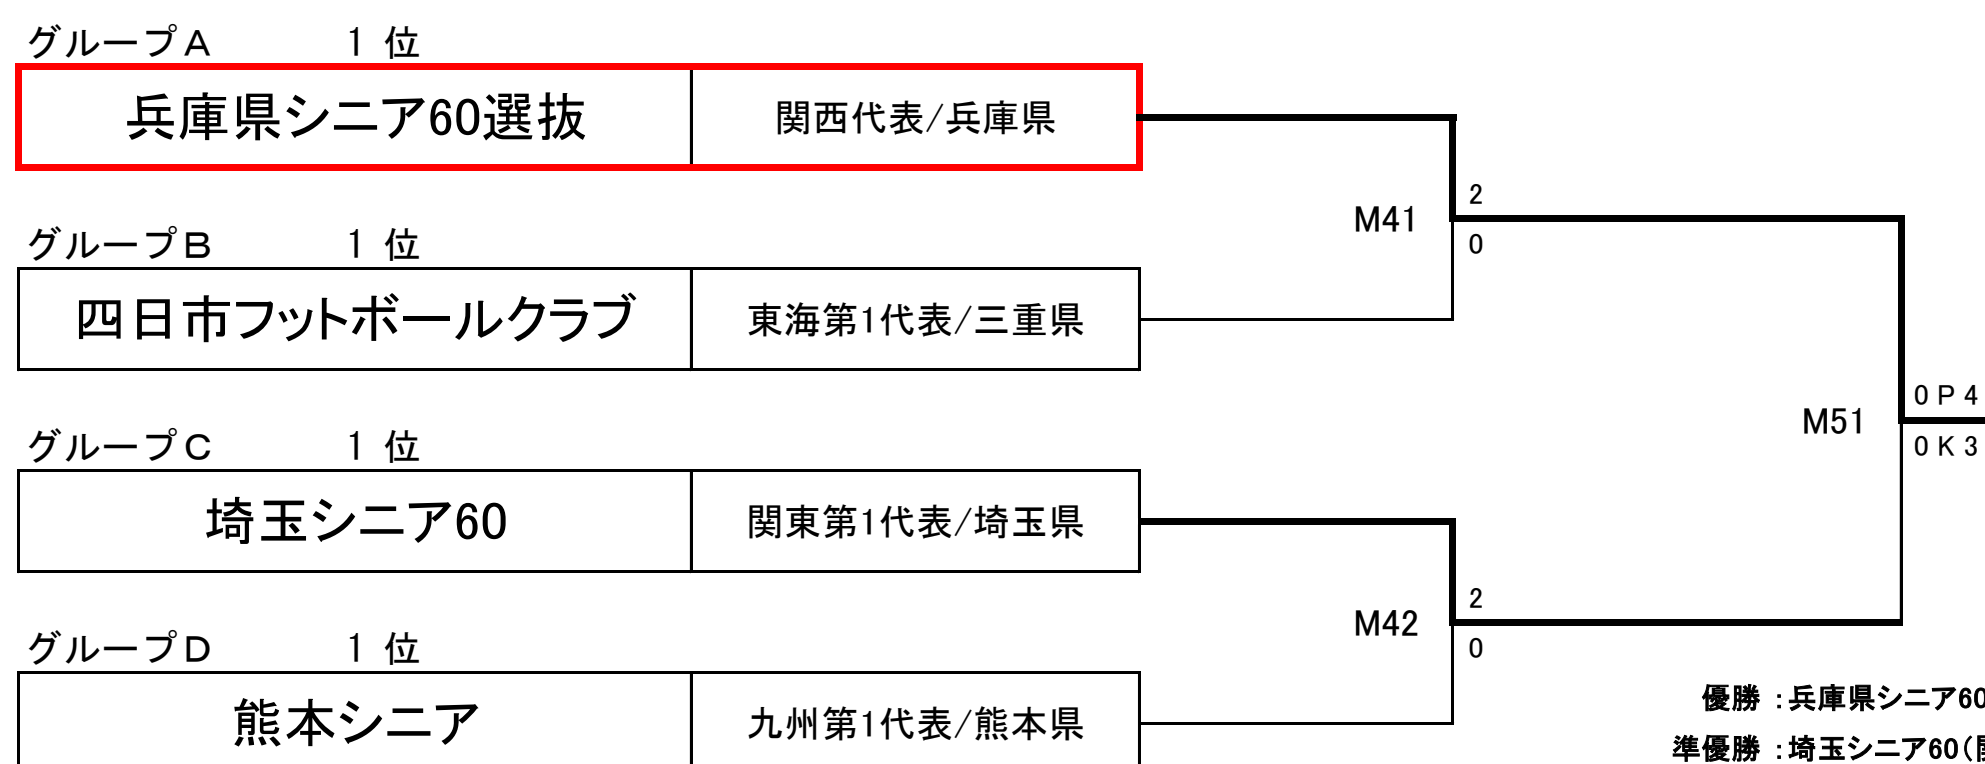 グループA 1 位
兵庫県シニア60選抜 関西代表/兵庫県
M41
2
0
グループB 1 位
四日市フットボールクラブ 東海第1代表/三重県
M51
0 P 4
0 K 3
グループC 1 位
埼玉シニア60 関東第1代表/埼玉県
M42
2
0
グループD 1 位
熊本シニア 九州第1代表/熊本県
優勝 :兵庫県シニア60
準優勝 :埼玉シニア60(